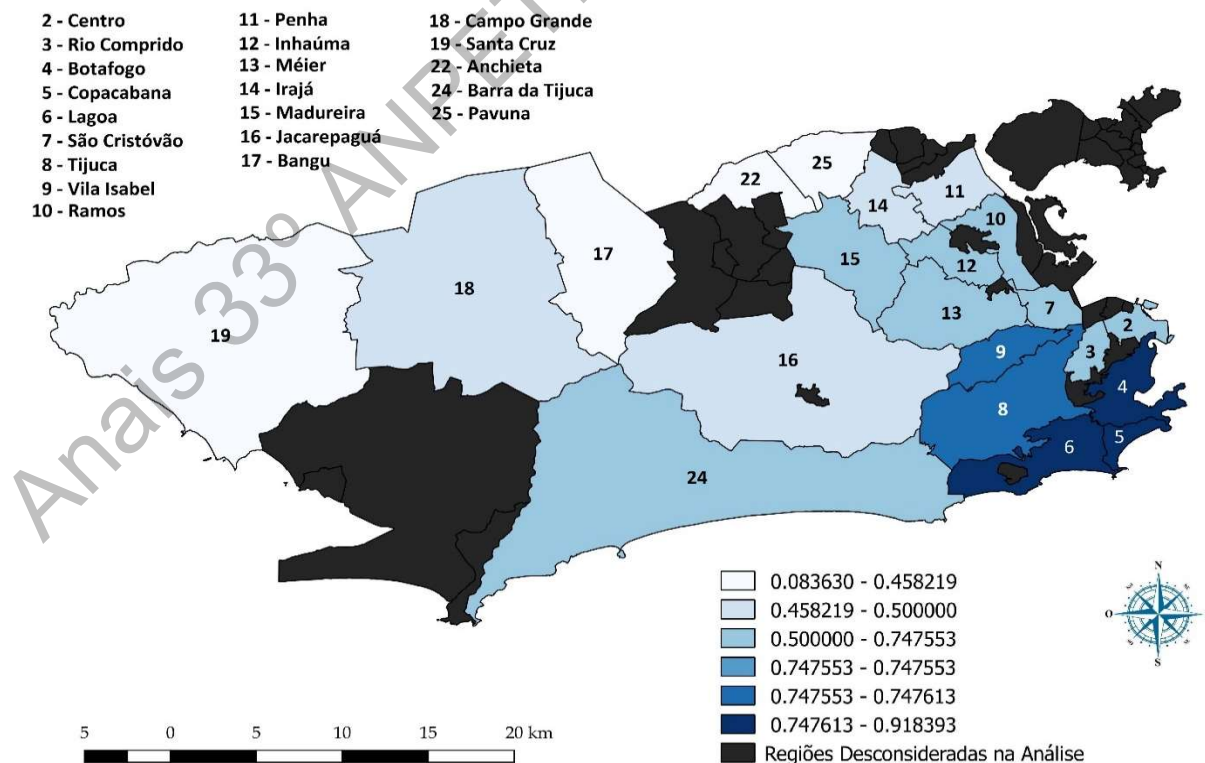 2 - Centro
3 - Rio Comprido
4 - Botafogo
5 - Copacabana
6 - Lagoa
7 - São Cristóvão
8 - Tijuca
9 - Vila Isabel
10 - Ramos
11 - Penha
12 - Inhaúma
13 - Méier
14 - Irajá
15 - Madureira
16 - Jacarepaguá
17 - Bangu
18 - Campo Grande
19 - Santa Cruz
22 - Anchieta
24 - Barra da Tijuca
25 - Pavuna
Anais 33º ANPET
25
22
11
14
10
17
15
12
18
13
7
2
19
9
3
16
4
8
5
6
24
0.083630 - 0.458219
0.458219 - 0.500000
0.500000 - 0.747553
0.747553 - 0.747553
0.747553 - 0.747613
0.747613 - 0.918393
Regiões Desconsideradas na Análise
N
O
E
S
5 0 5 10 15 20 km